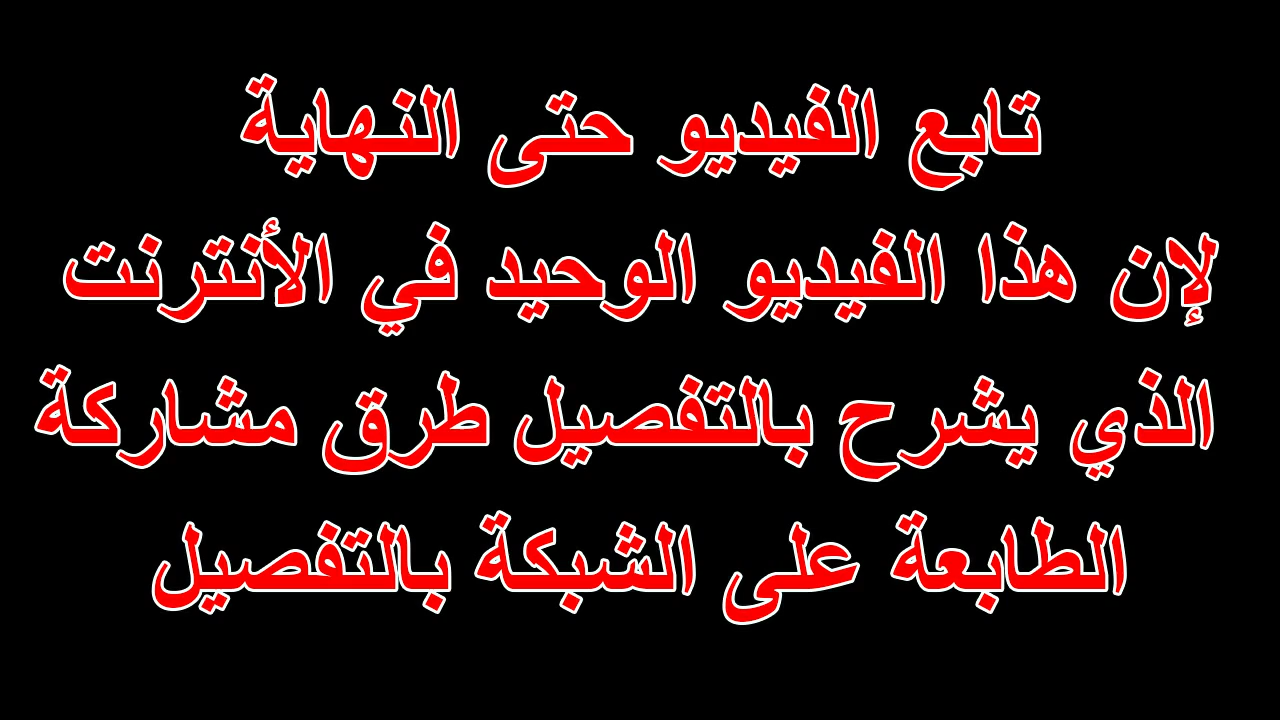 تابع الفيديو حتى النهاية
لإن هذا الفيديو الوحيد في الأنترنت
الذي يشرح بالتفصيل طرق مشاركة
الطابعة على الشبكة بالتفصيل